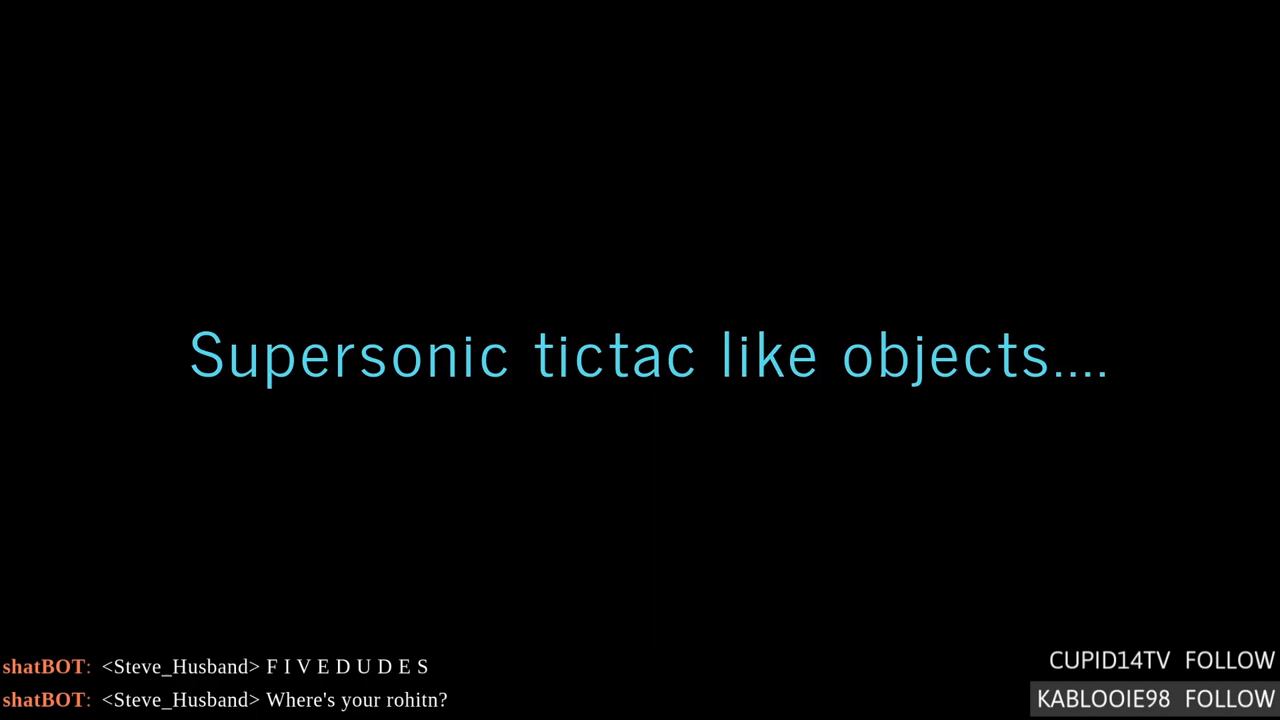 Supersonic tictac like objects....
shatBOT: <Steve_Husband> F I V E D U D E S
shatBOT: <Steve_Husband> Where's your rohitn?
CUPID14TV FOLLOW
KABLOOIE98 FOLLOW